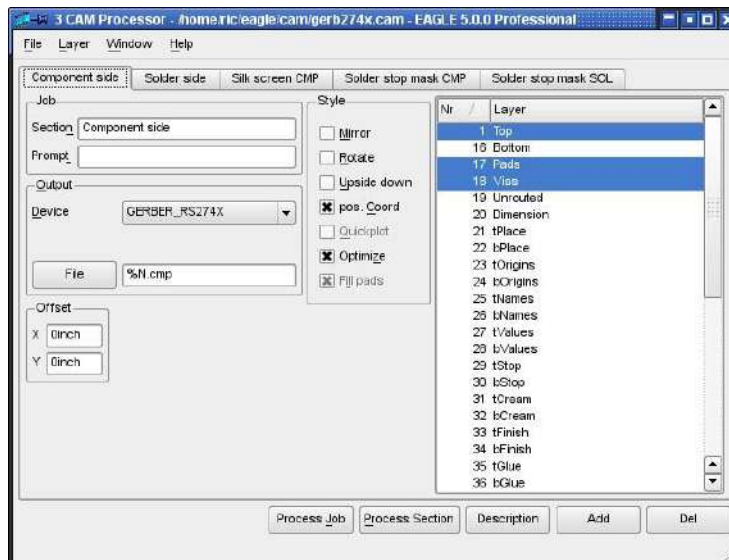 3 CAM Processor - /home/ric/eagle/cam/gerb274x.cam - EAGLE 5.0.0 Professional
File Layer Window Help
Component side Solder side Silk screen CMP Solder stop mask CMP Solder stop mask SOL
Job
Section Component side
Prompt
Output
Device GERBER_RS274X
File %N.cmp
Offset
X 0inch
Y 0inch
Style
Mirror
Rotate
Upside down
pos. Coord
Quickplot
Optimize
Fill pads
Nr Layer
1 Top
16 Bottom
17 Pads
18 Vias
19 Unrouted
20 Dimension
21 tPlace
22 bPlace
23 tOrigins
24 bOrigins
25 tNames
26 bNames
27 tValues
28 bValues
29 tStop
30 bStop
31 tCream
32 bCream
33 tFinish
34 bFinish
35 tGlue
36 bGlue
Process Job Process Section Description Add Del